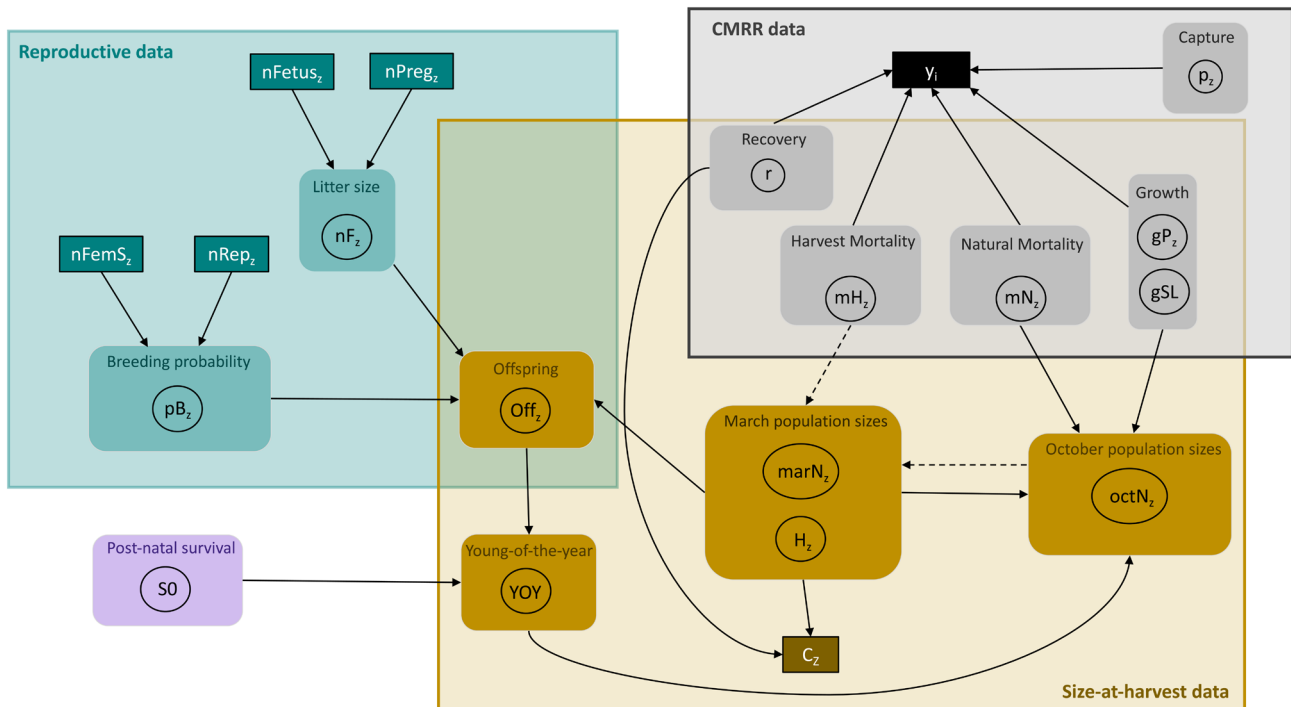 Reproductive data
nFetusz
nPregz
Litter size
nFz
nFemSz
nRepz
Breeding probability
pBz
Post-natal survival
S0
Offspring
Offz
Young-of-the-year
YOY
CMRR data
yi
Capture
pz
Recovery
r
Harvest Mortality
mHz
Natural Mortality
mNz
Growth
gPz
gSL
March population sizes
marNz
Hz
October population sizes
octNz
Cz
Size-at-harvest data